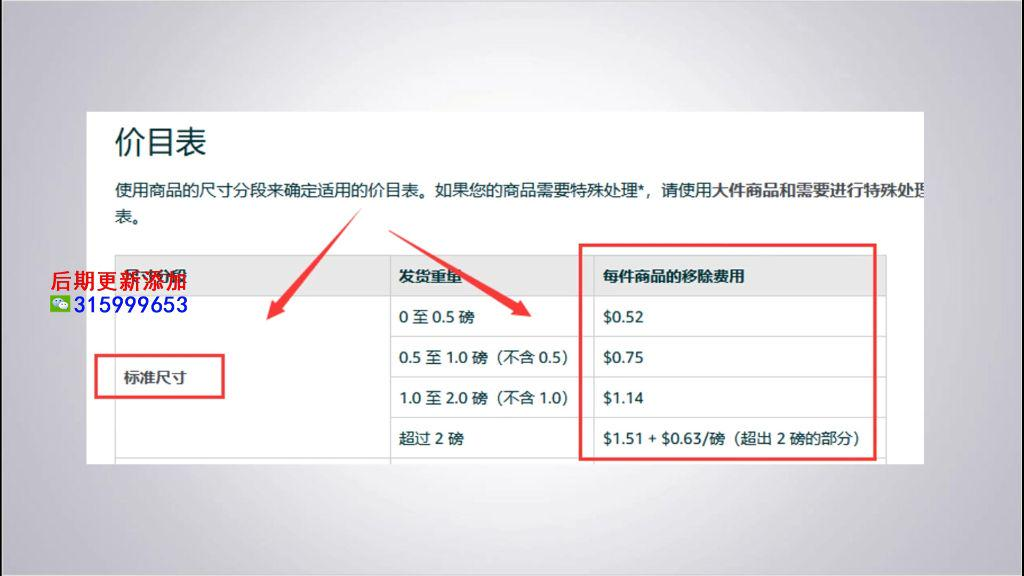 价目表
使用商品的尺寸分段来确定适用的价目表。如果您的商品需要特殊处理*，请使用大件商品和需要进行特殊处理
表。
尺寸分段 发货重量 每件商品的移除费用
后期更新添加
315999653
0 至 0.5 磅 $0.52
0.5 至 1.0 磅（不含 0.5） $0.75
标准尺寸
1.0 至 2.0 磅（不含 1.0） $1.14
超过 2 磅 $1.51 + $0.63/磅（超出 2 磅的部分）